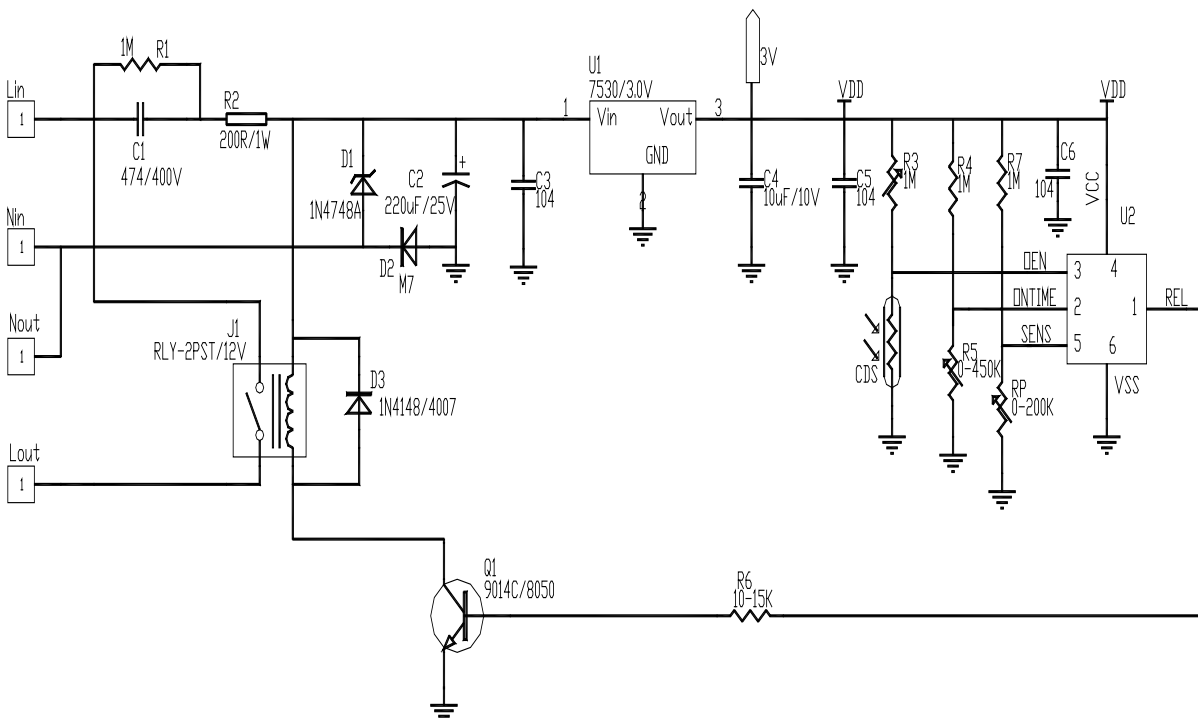 1M R1
Lin
1
R2
200R/1W
C1
474/400V
D1
1N4748A
C2
+
220uF/25V
C3
104
U1
7530/3.0V
1
Vin Vout
3
GND
2
3V
VDD
VDD
C4
10uF/10V
C5
104
R3
1M
R4
1M
R7
1M
C6
104
VCC
U2
Nin
1
D2
M7
Nout
1
J1
RLY-2PST/12V
D3
1N4148/4007
Lout
1
OEN
3 4
ONTIME
2 1
REL
SENS
5 6
VSS
CDS
R5
0-450K
RP
0-200K
Q1
9014C/8050
R6
10-15K